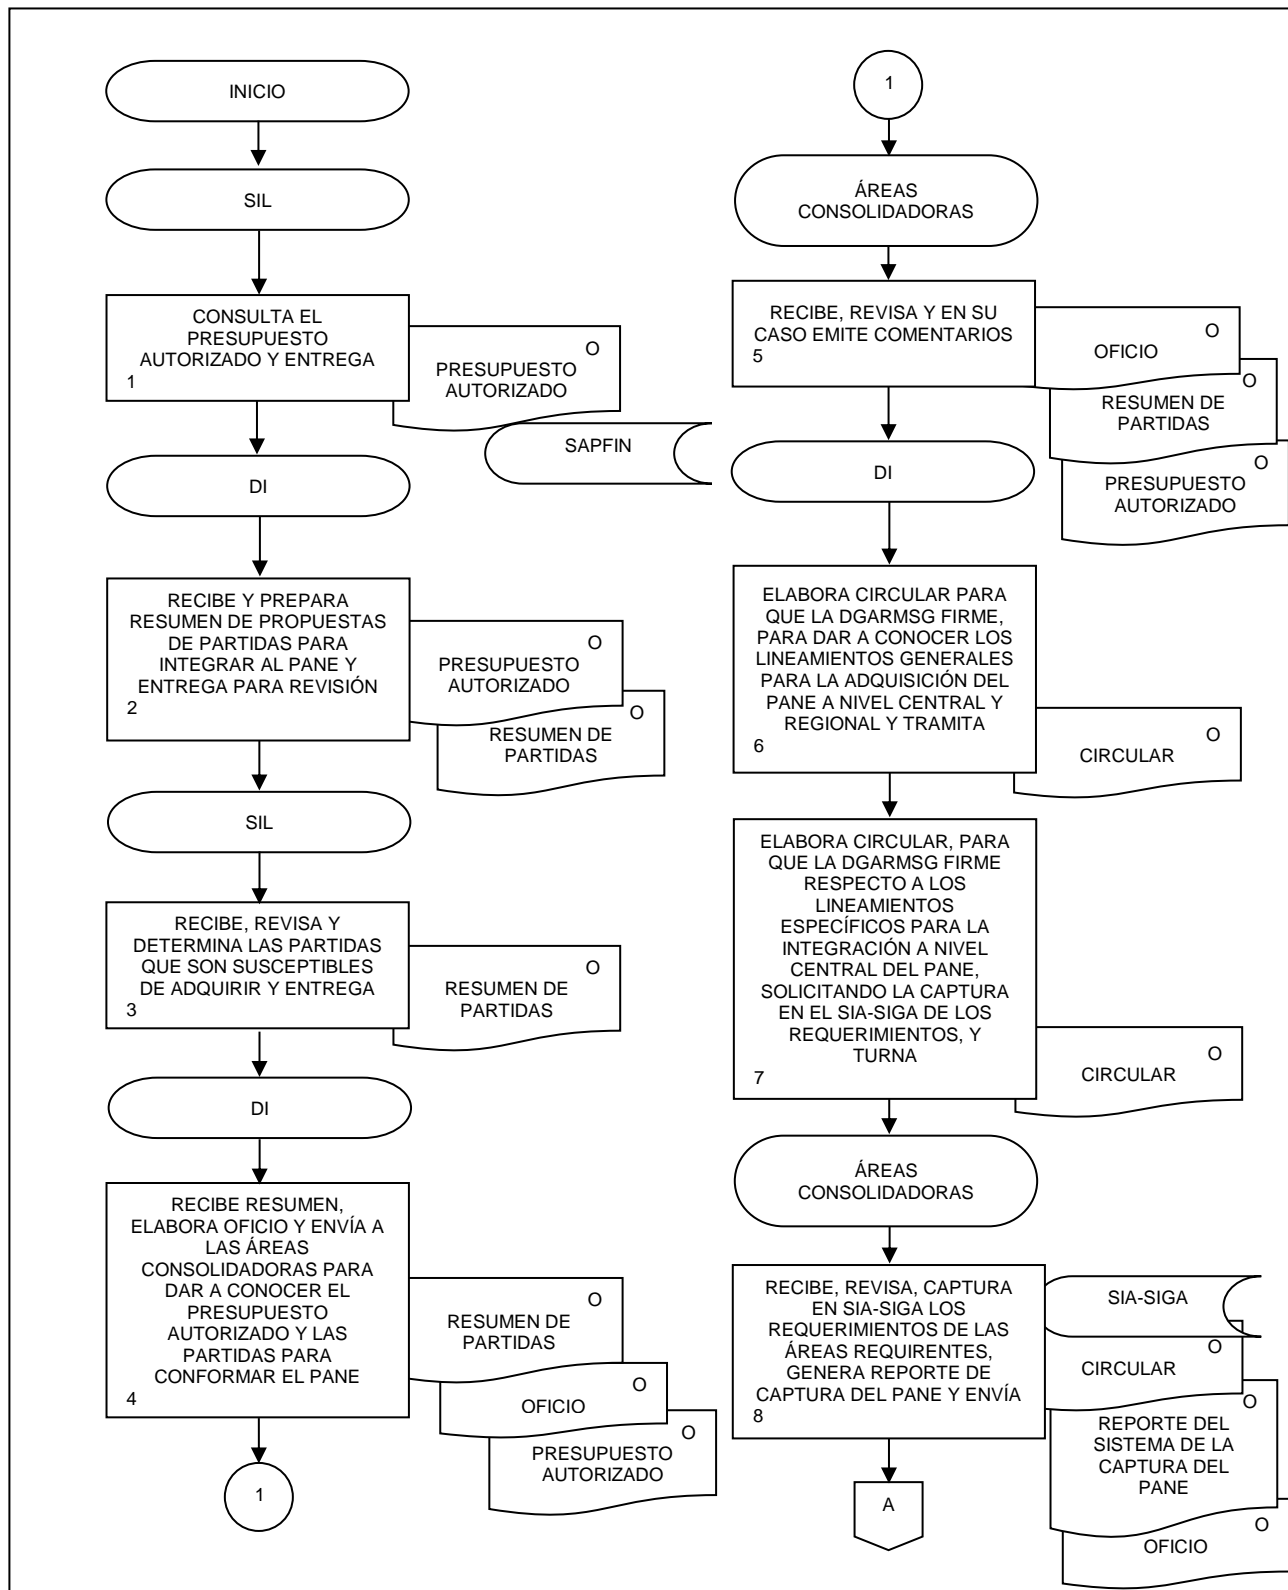 INICIO
SIL
CONSULTA EL
PRESUPUESTO
AUTORIZADO Y ENTREGA
1
O
PRESUPUESTO
AUTORIZADO
SAPFIN
DI
RECIBE Y PREPARA
RESUMEN DE PROPUESTAS
DE PARTIDAS PARA
INTEGRAR AL PANE Y
ENTREGA PARA REVISIÓN
2
O
PRESUPUESTO
AUTORIZADO
O
RESUMEN DE
PARTIDAS
SIL
RECIBE, REVISA Y
DETERMINA LAS PARTIDAS
QUE SON SUSCEPTIBLES
DE ADQUIRIR Y ENTREGA
3
O
RESUMEN DE
PARTIDAS
DI
RECIBE RESUMEN,
ELABORA OFICIO Y ENVÍA A
LAS ÁREAS
CONSOLIDADORAS PARA
DAR A CONOCER EL
PRESUPUESTO
AUTORIZADO Y LAS
PARTIDAS PARA
CONFORMAR EL PANE
4
O
RESUMEN DE
PARTIDAS
O
OFICIO
O
PRESUPUESTO
AUTORIZADO
1
1
ÁREAS
CONSOLIDADORAS
RECIBE, REVISA Y EN SU
CASO EMITE COMENTARIOS
5
O
OFICIO
O
RESUMEN DE
PARTIDAS
O
PRESUPUESTO
AUTORIZADO
DI
ELABORA CIRCULAR PARA
QUE LA DGARMSG FIRME,
PARA DAR A CONOCER LOS
LINEAMIENTOS GENERALES
PARA LA ADQUISICIÓN DEL
PANE A NIVEL CENTRAL Y
REGIONAL Y TRAMITA
6
O
CIRCULAR
ELABORA CIRCULAR, PARA
QUE LA DGARMSG FIRME
RESPECTO A LOS
LINEAMIENTOS
ESPECÍFICOS PARA LA
INTEGRACIÓN A NIVEL
CENTRAL DEL PANE,
SOLICITANDO LA CAPTURA
EN EL SIA-SIGA DE LOS
REQUERIMIENTOS, Y
TURNA
7
O
CIRCULAR
ÁREAS
CONSOLIDADORAS
RECIBE, REVISA, CAPTURA
EN SIA-SIGA LOS
REQUERIMIENTOS DE LAS
ÁREAS REQUIRENTES,
GENERA REPORTE DE
CAPTURA DEL PANE Y ENVÍA
8
SIA-SIGA
O
CIRCULAR
O
REPORTE DEL
SISTEMA DE LA
CAPTURA DEL
PANE
O
OFICIO
A